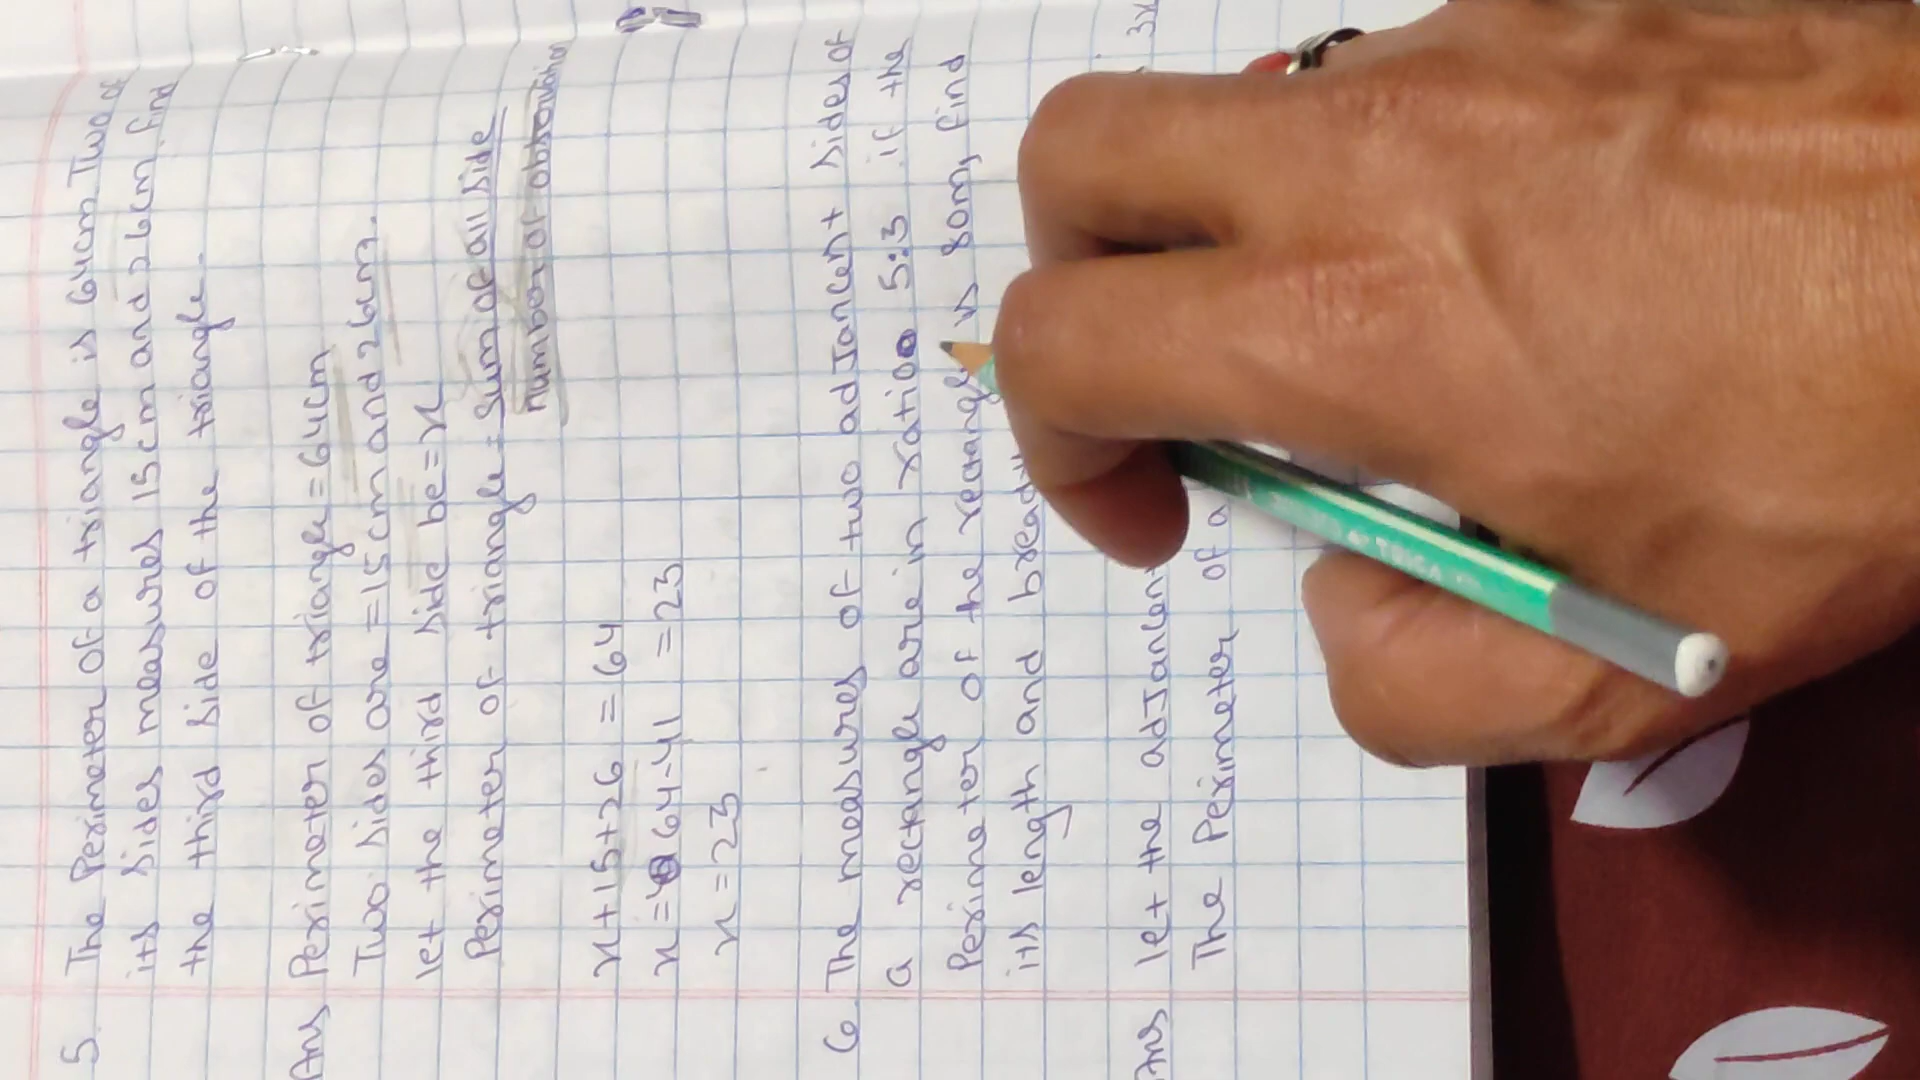 5. The Perimeter of a triangle is 64cm Two of
its sides measures 15cm and 26cm find
the third side of the triangle.
Ans Perimeter of triangle = 64cm
Two sides are = 15cm and 26cm.
let the third side be = x
Perimeter of triangle = Sum of all side
number of observation
x + 15 + 26 = 64
x = 64 - 41 = 23
x = 23
6 The measures of two adJancent sides of
a rectangle are in ratio 5:3 if the
Perimeter of the rectangle is 80m, find
its length and
Ans let the 3x
The Perimeter of a